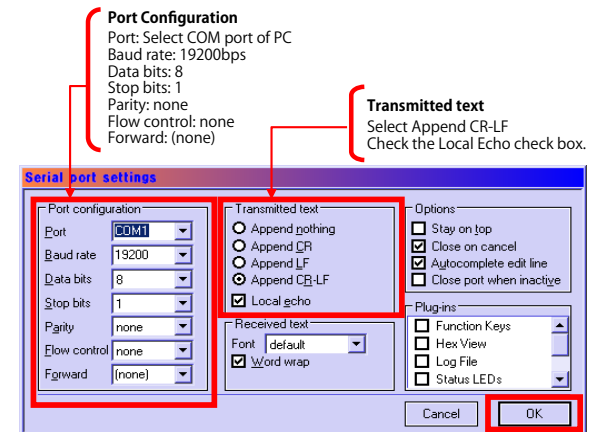 Port Configuration
Port: Select COM port of PC
Baud rate: 19200bps
Data bits: 8
Stop bits: 1
Parity: none
Flow control: none
Forward: (none)
Transmitted text
Select Append CR-LF
Check the Local Echo check box.
Serial port settings
Port configuration
Port COM1
Baud rate 19200
Data bits 8
Stop bits 1
Parity none
Flow control none
Forward (none)
Transmitted text
Append nothing
Append CR
Append LF
Append CR-LF
Local echo
Received text
Font default
Word wrap
Options
Stay on top
Close on cancel
Autocomplete edit line
Close port when inactive
Plug-ins
Function Keys
Hex View
Log File
Status LEDs
Cancel
OK